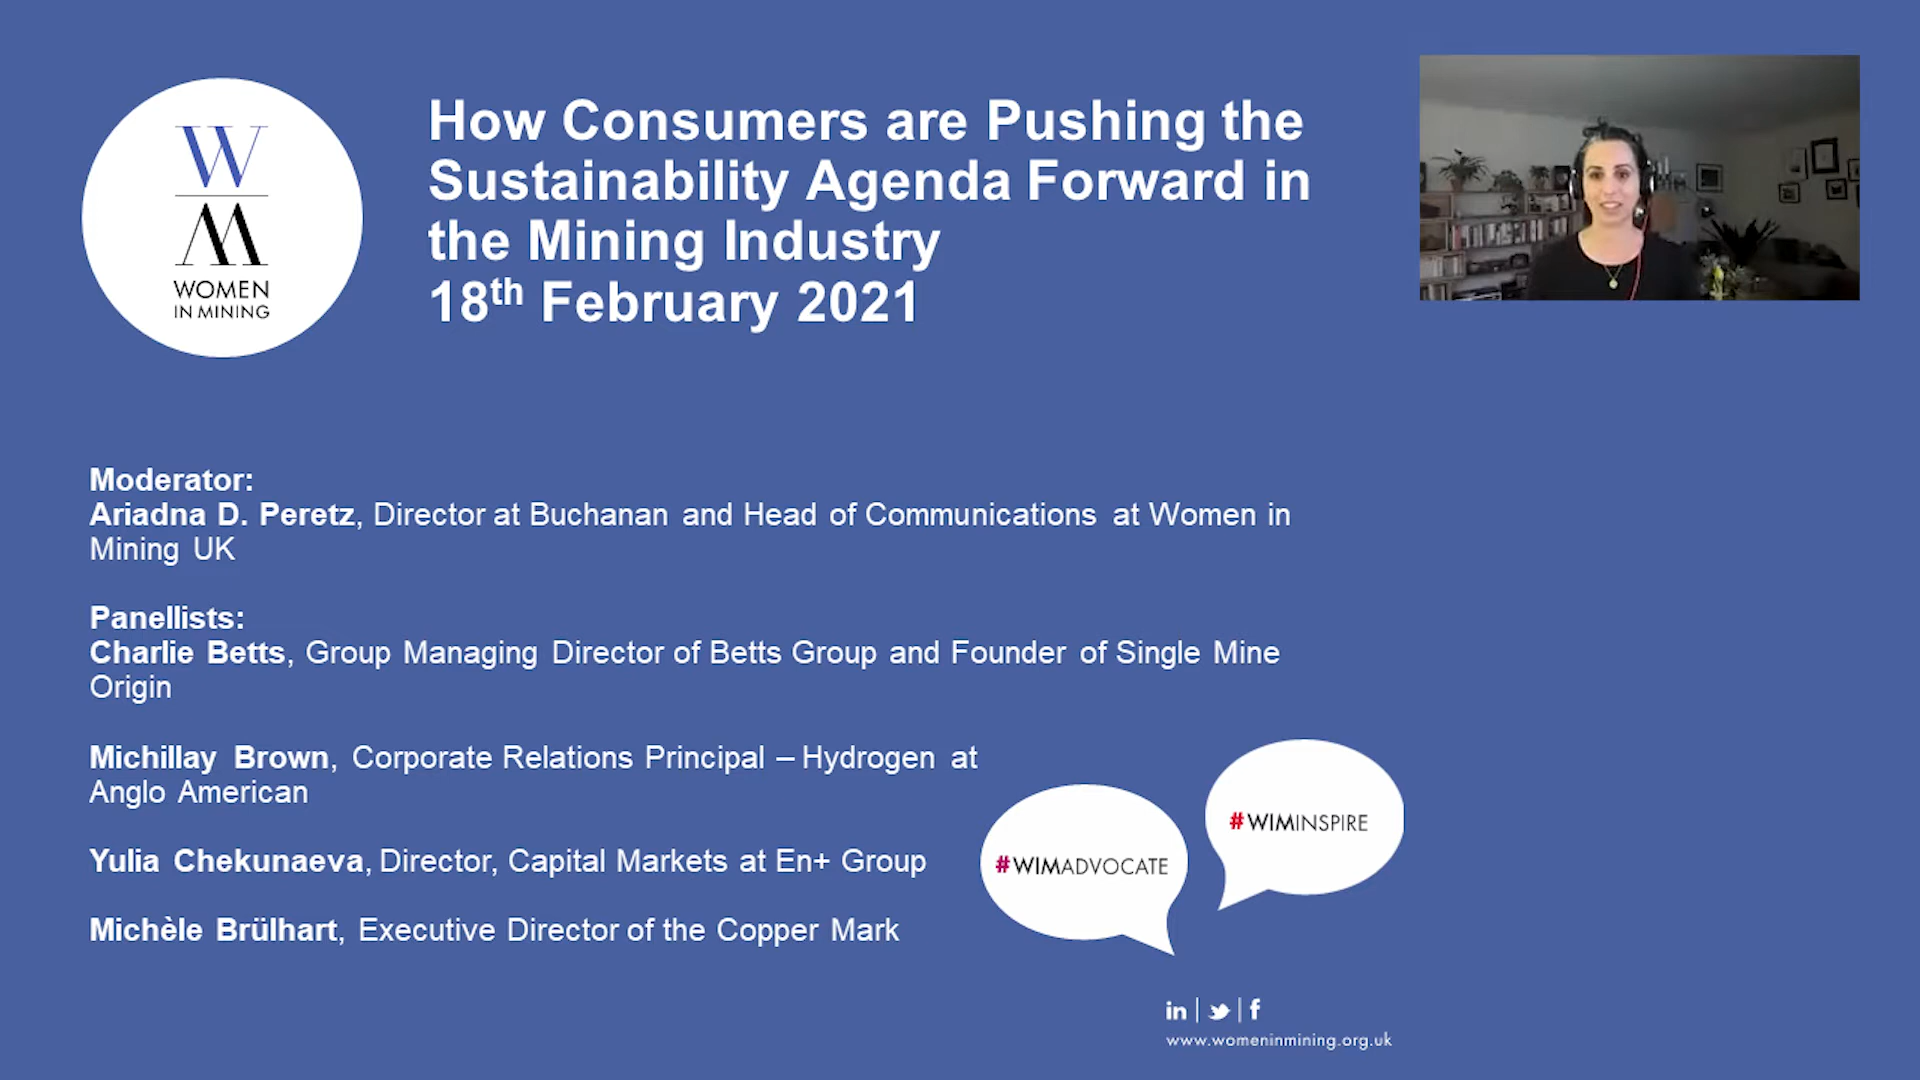 WM
WOMEN
IN MINING
How Consumers are Pushing the
Sustainability Agenda Forward in
the Mining Industry
18th February 2021
Moderator:
Ariadna D. Peretz, Director at Buchanan and Head of Communications at Women in
Mining UK
Panellists:
Charlie Betts, Group Managing Director of Betts Group and Founder of Single Mine
Origin
Michillay Brown, Corporate Relations Principal – Hydrogen at
Anglo American
Yulia Chekunaeva, Director, Capital Markets at En+ Group
Michèle Brülhart, Executive Director of the Copper Mark
#WIMADVOCATE
#WIMINSPIRE
in | | f
www.womeninmining.org.uk